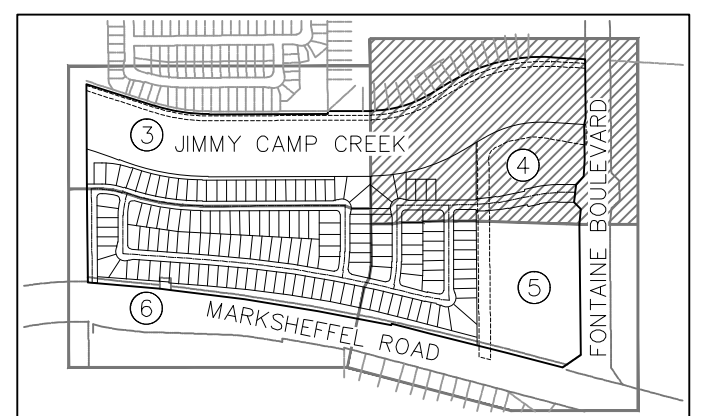 3
JIMMY CAMP CREEK
4
FONTAINE BOULEVARD
5
6
MARKSHEFFEL ROAD